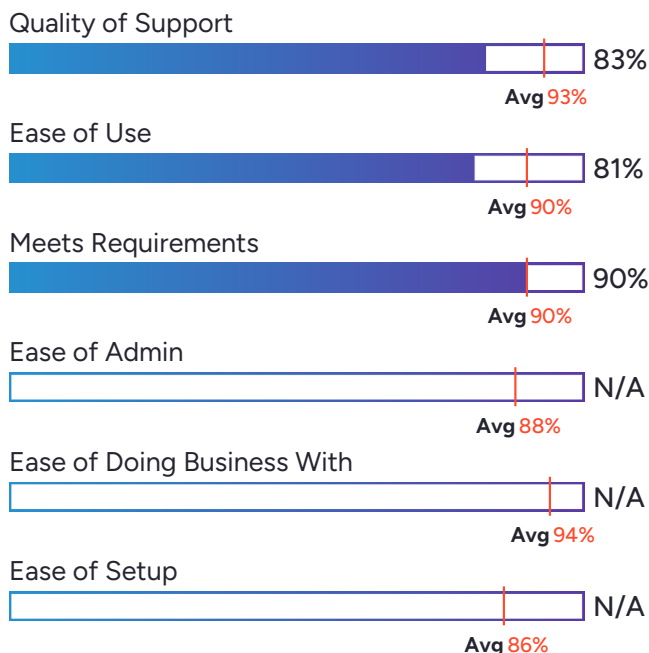 Quality of Support
83%
Avg 93%
Ease of Use
81%
Avg 90%
Meets Requirements
90%
Avg 90%
Ease of Admin
N/A
Avg 88%
Ease of Doing Business With
N/A
Avg 94%
Ease of Setup
N/A
Avg 86%